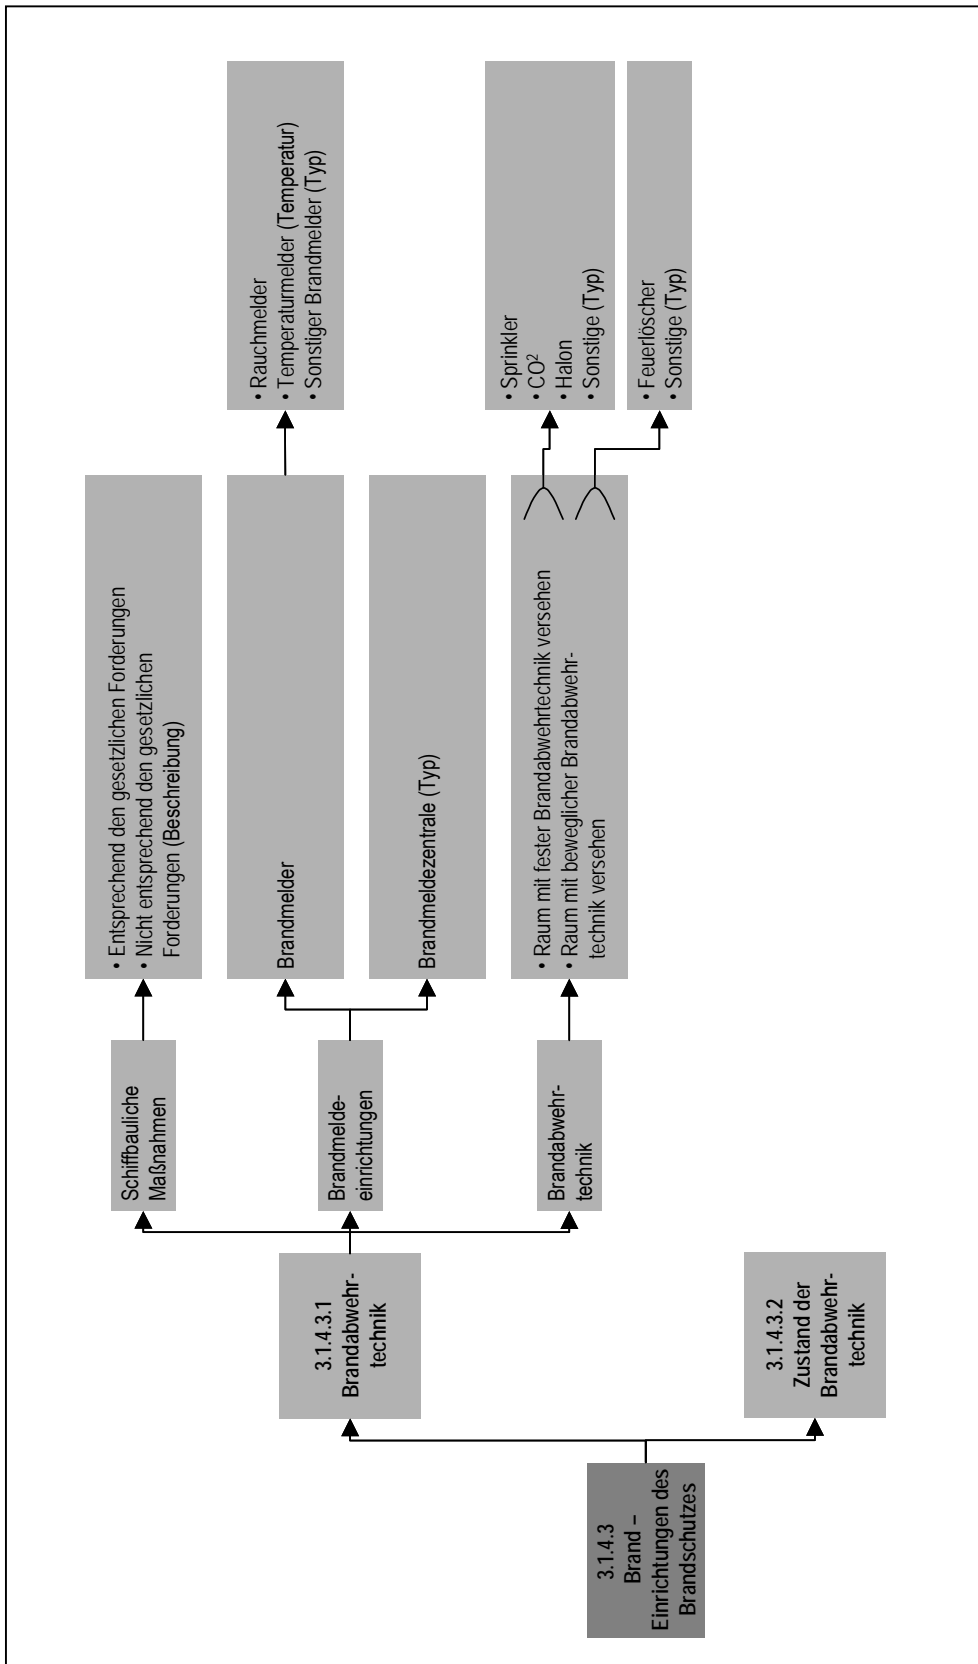 3.1.4.3
Brand –
Einrichtungen des
Brandschutzes
3.1.4.3.1
Brandabwehr-
technik
3.1.4.3.2
Zustand der
Brandabwehr-
technik
Schiffbauliche
Maßnahmen
Brandmelde-
einrichtungen
Brandabwehr-
technik
• Entsprechend den gesetzlichen Forderungen
• Nicht entsprechend den gesetzlichen
Forderungen (Beschreibung)
Brandmelder
Brandmeldezentrale (Typ)
• Raum mit fester Brandabwehrtechnik versehen
• Raum mit beweglicher Brandabwehr-
technik versehen
• Rauchmelder
• Temperaturmelder (Temperatur)
• Sonstiger Brandmelder (Typ)
• Sprinkler
• CO²
• Halon
• Sonstige (Typ)
• Feuerlöscher
• Sonstige (Typ)